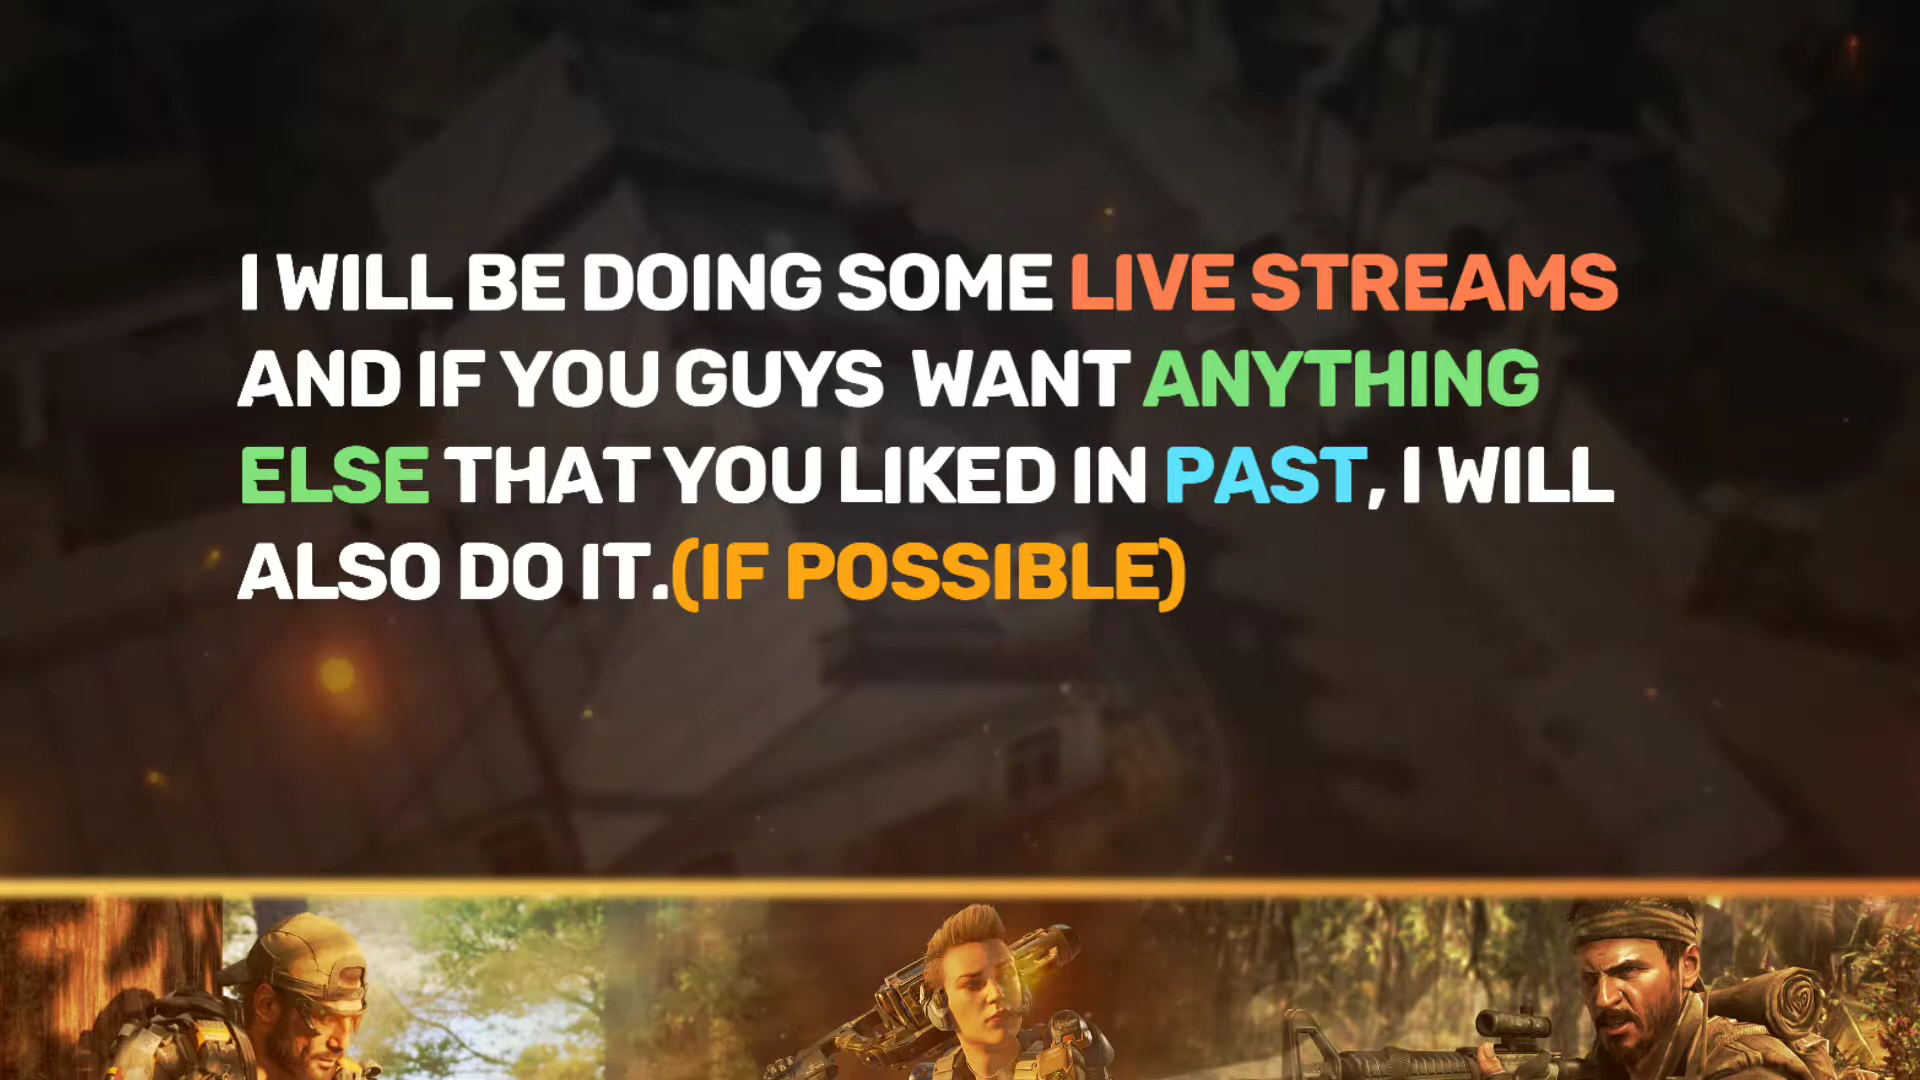 I WILL BE DOING SOME LIVE STREAMS
AND IF YOU GUYS  WANT ANYTHING
ELSE THAT YOU LIKED IN PAST, I WILL
ALSO DO IT.(IF POSSIBLE)